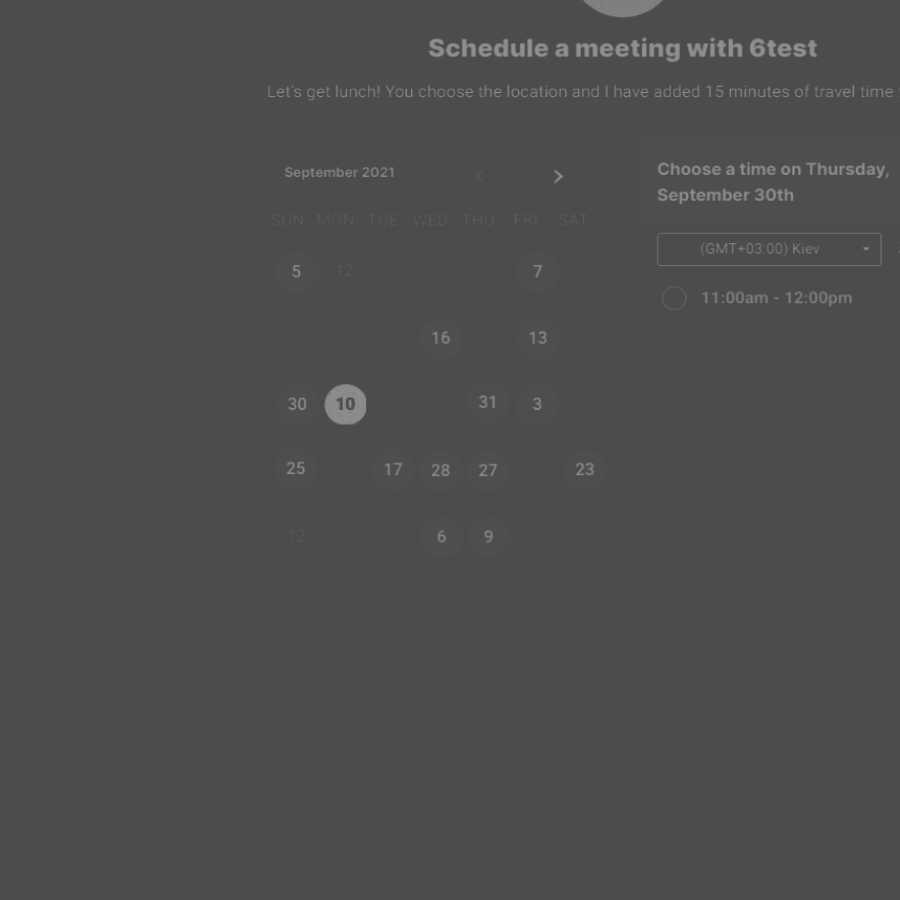 Schedule a meeting with 6test
Let's get lunch! You choose the location and I have added 15 minutes of travel time
September 2021
SUN MON TUE WED THU FRI SAT
5 12 7
16 13
30 10 31 3
25 17 28 27 23
12 6 9
Choose a time on Thursday,
September 30th
(GMT+03:00) Kiev
11:00am - 12:00pm